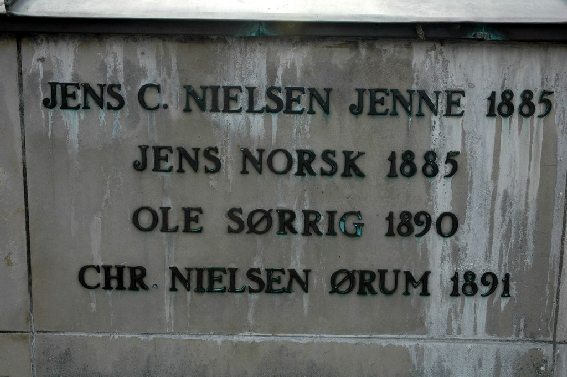 JENS C. NIELSEN JENNE 1885
JENS NORSK 1885
OLE SØRRIG 1890
CHR. NIELSEN ØRUM 1891